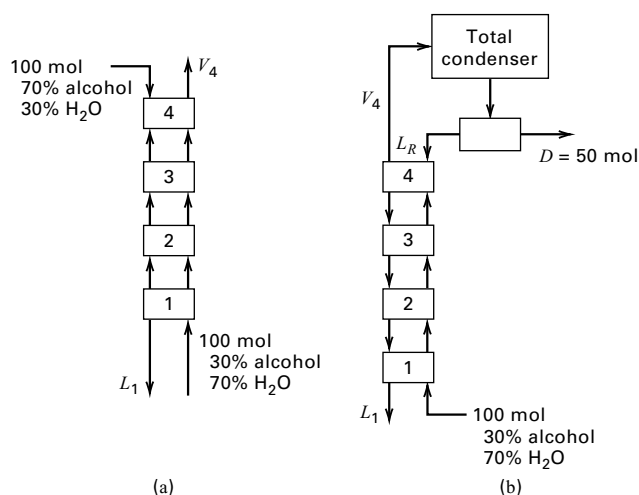 100 mol
70% alcohol
30% H₂O
V₄
4
3
2
1
L₁
100 mol
30% alcohol
70% H₂O
(a)
Total
condenser
V₄
L_R
D = 50 mol
4
3
2
1
L₁
100 mol
30% alcohol
70% H₂O
(b)